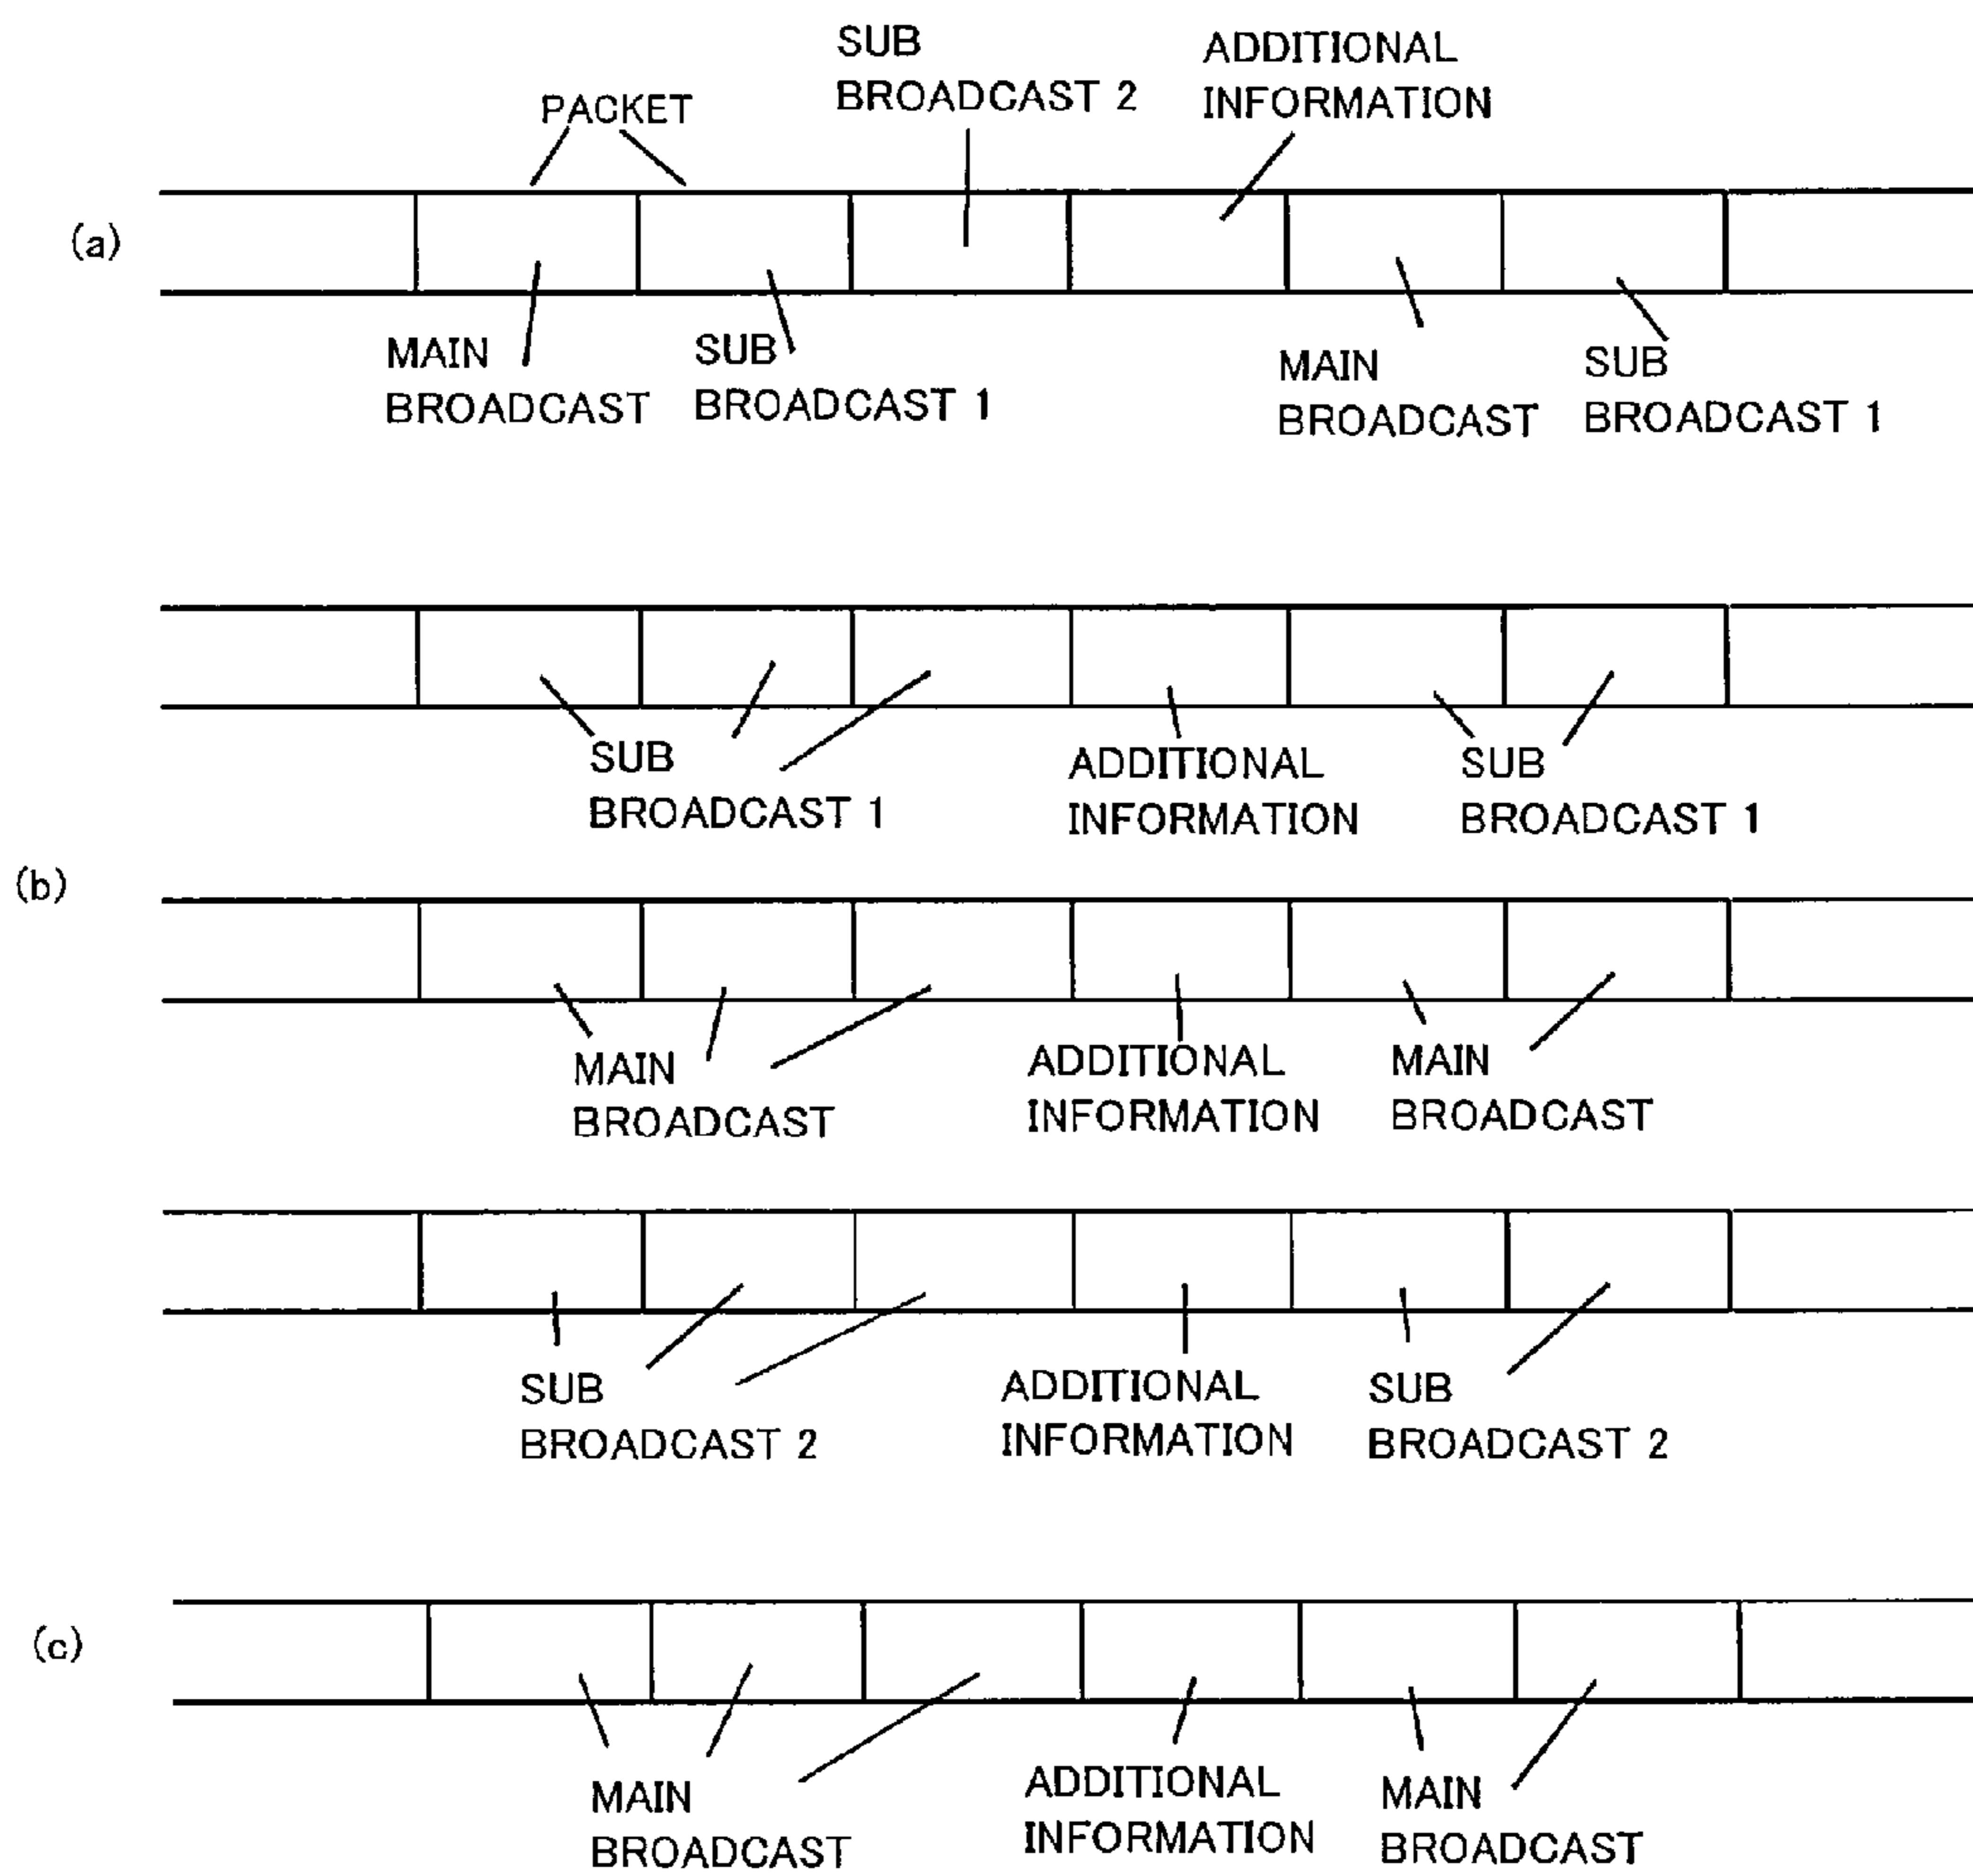 SUB
BROADCAST 2
ADDITIONAL
INFORMATION
PACKET
(a)
MAIN
BROADCAST
SUB
BROADCAST 1
MAIN
BROADCAST
SUB
BROADCAST 1
(b)
SUB
BROADCAST 1
ADDITIONAL
INFORMATION
SUB
BROADCAST 1
MAIN
BROADCAST
ADDITIONAL
INFORMATION
MAIN
BROADCAST
SUB
BROADCAST 2
ADDITIONAL
INFORMATION
SUB
BROADCAST 2
(c)
MAIN
BROADCAST
ADDITIONAL
INFORMATION
MAIN
BROADCAST